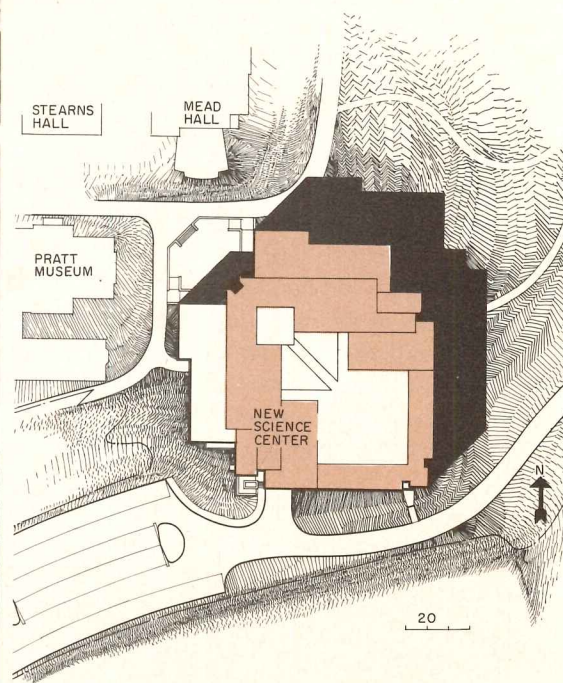 STEARNS
HALL
MEAD
HALL
PRATT
MUSEUM
NEW
SCIENCE
CENTER
N
20